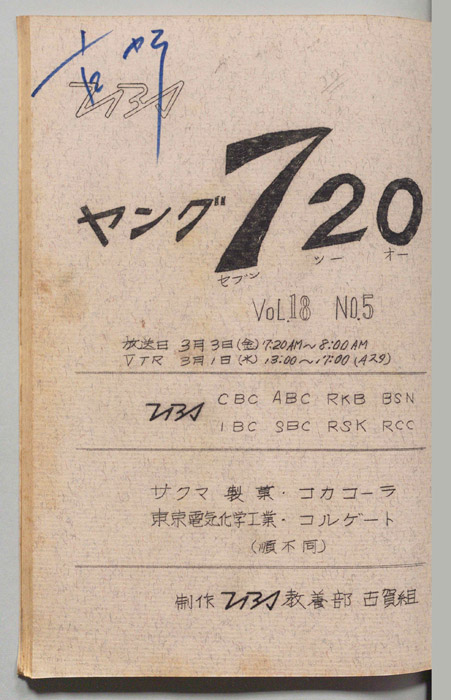 TBS
ヤング720
セブン ツー オー
VOL.18 NO.5
放送日 3月3日(金)7:20AM〜8:00AM
VTR 3月1日(水)13:00〜17:00(Aスタ)
TBS CBC ABC RKB BSN
IBC SBC RSK RCC
サクマ製菓・コカコーラ
東京電気化学工業・コルゲート
(順不同)
制作 TBS教養部 古賀組